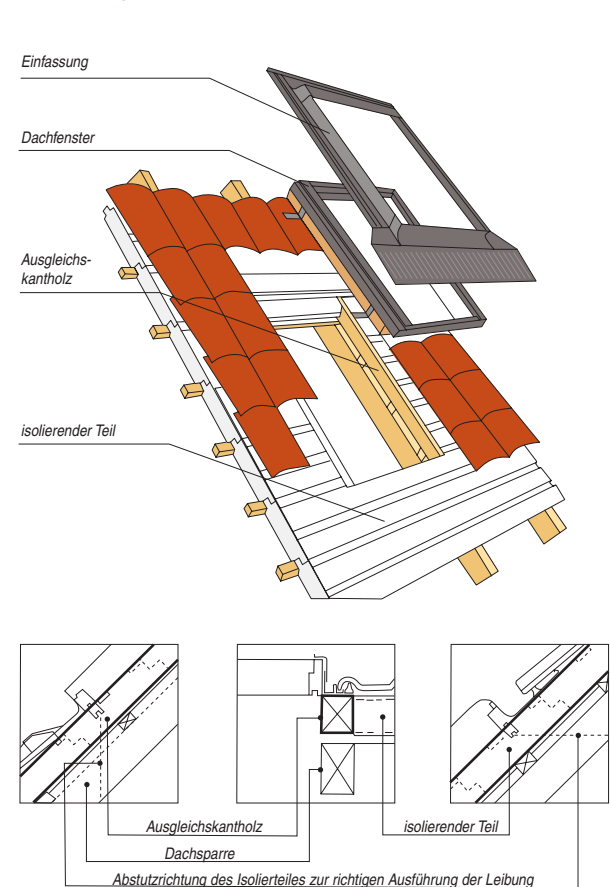 Einfassung
Dachfenster
Ausgleichs-
kantholz
isolierender Teil
Ausgleichskantholz
isolierender Teil
Dachsparre
Abstutzrichtung des Isolierteiles zur richtigen Ausführung der Leibung